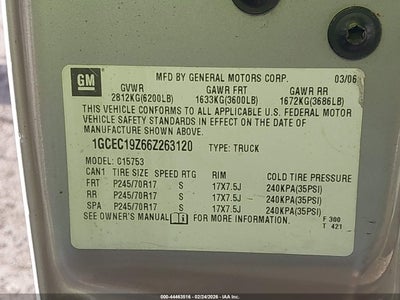 GM
MFD BY GENERAL MOTORS CORP. 03/06
GVWR GAWR FRT GAWR RR
2812KG(6200LB) 1633KG(3600LB) 1672KG(3686LB)
THIS VEHICLE CONFORMS TO ALL APPLICABLE U.S. FEDERAL MOTOR
VEHICLE SAFETY STANDARDS IN EFFECT ON THE DATE OF
MANUFACTURE SHOWN ABOVE.
1GCEC19Z66Z263120 TYPE: TRUCK
MODEL: C15753
CAN1 TIRE SIZE SPEED RTG RIM COLD TIRE PRESSURE
FRT P245/70R17 S 17X7.5J 240KPA(35PSI)
RR P245/70R17 S 17X7.5J 240KPA(35PSI)
SPA P245/70R17 S 17X7.5J 240KPA(35PSI)
SEE OWNER'S MANUAL FOR MORE INFORMATION.
F 300
T 421
000-44463516 - 02/24/2026 - IAAI.COM